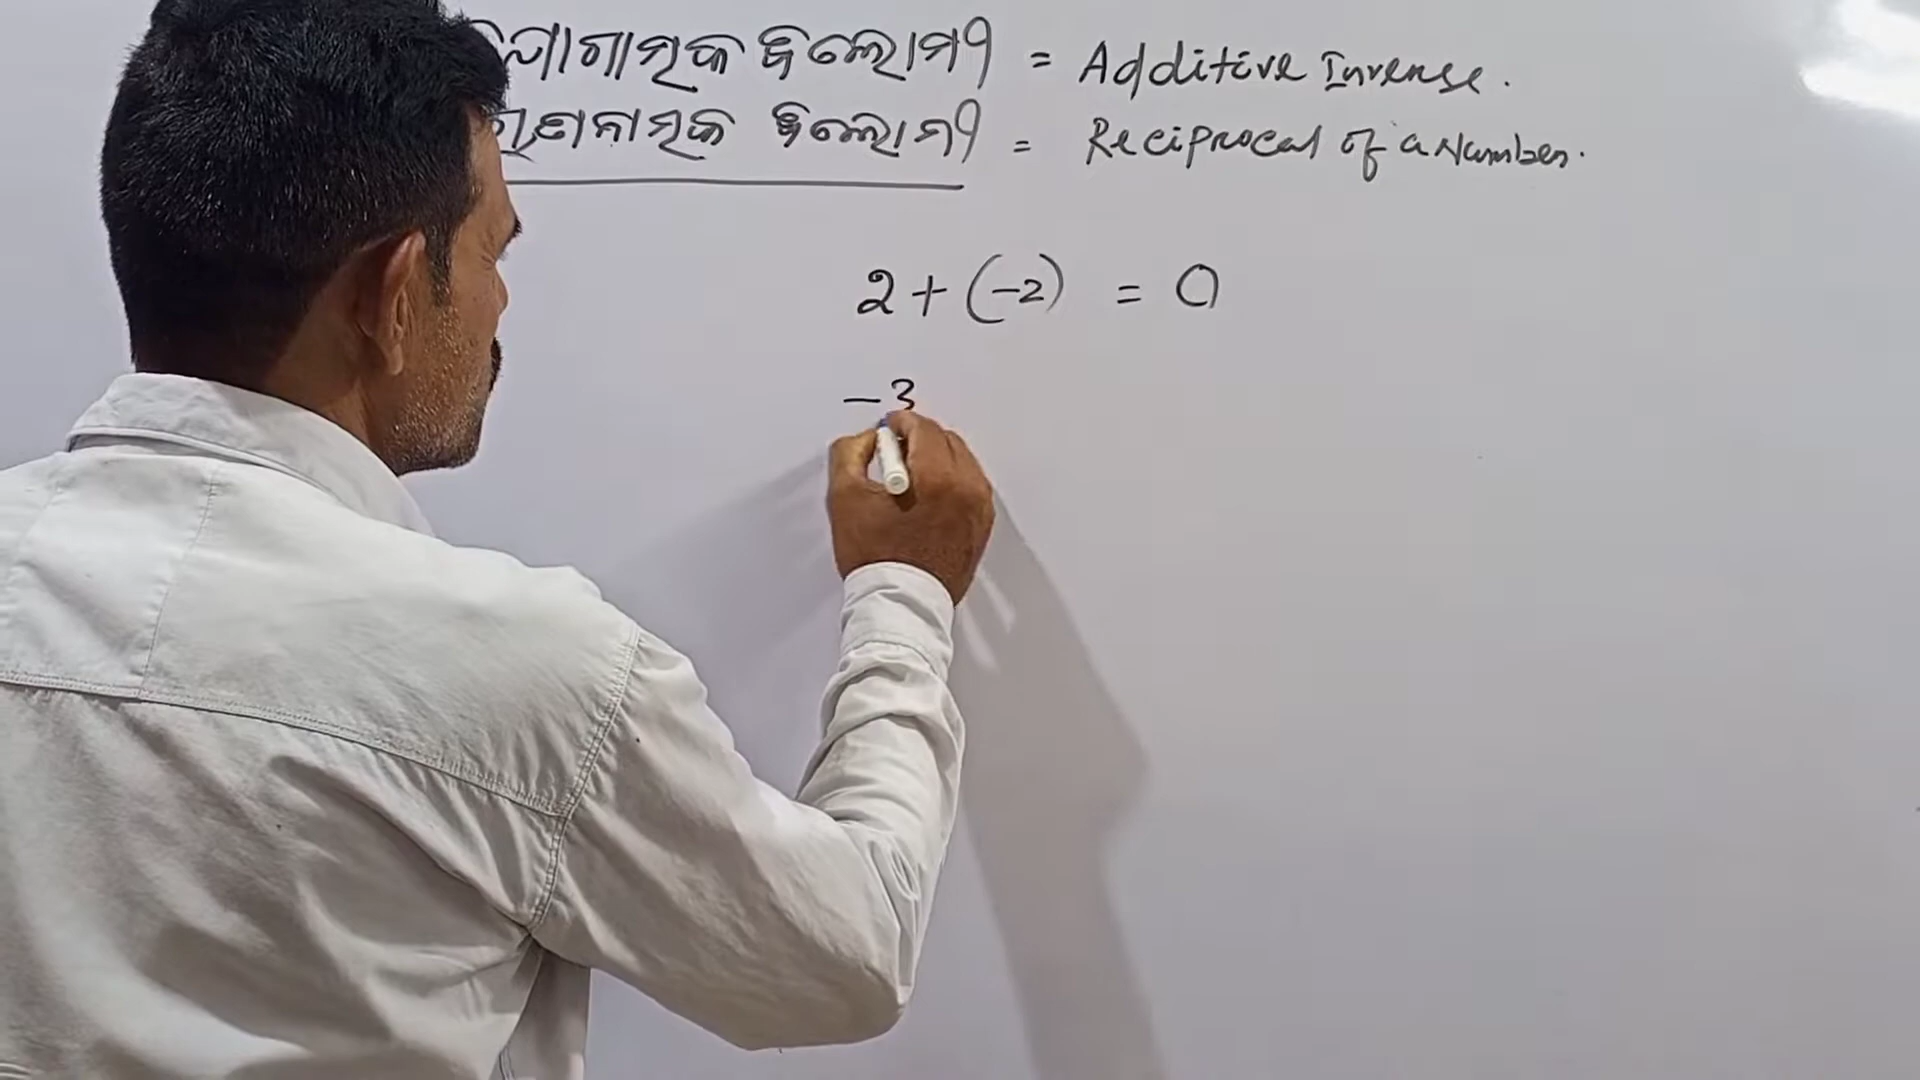 ଯୋଗାତ୍ମକ ବିଲୋମୀ = Additive Inverse.
ଗୁଣନାତ୍ମକ ବିଲୋମୀ = Reciprocal of a Number.
2 + (-2) = 0
-3